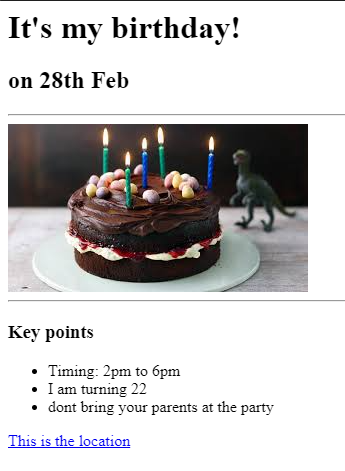 It's my birthday!
on 28th Feb
Key points
Timing: 2pm to 6pm
I am turning 22
dont bring your parents at the party
This is the location